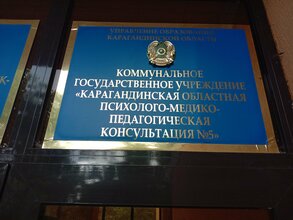 УПРАВЛЕНИЕ ОБРАЗОВАНИЯ
КАРАГАНДИНСКОЙ ОБЛАСТИ
КОММУНАЛЬНОЕ
ГОСУДАРСТВЕННОЕ УЧРЕЖДЕНИЕ
«КАРАГАНДИНСКАЯ ОБЛАСТНАЯ
ПСИХОЛОГО-МЕДИКО-
ПЕДАГОГИЧЕСКАЯ
КОНСУЛЬТАЦИЯ №5»